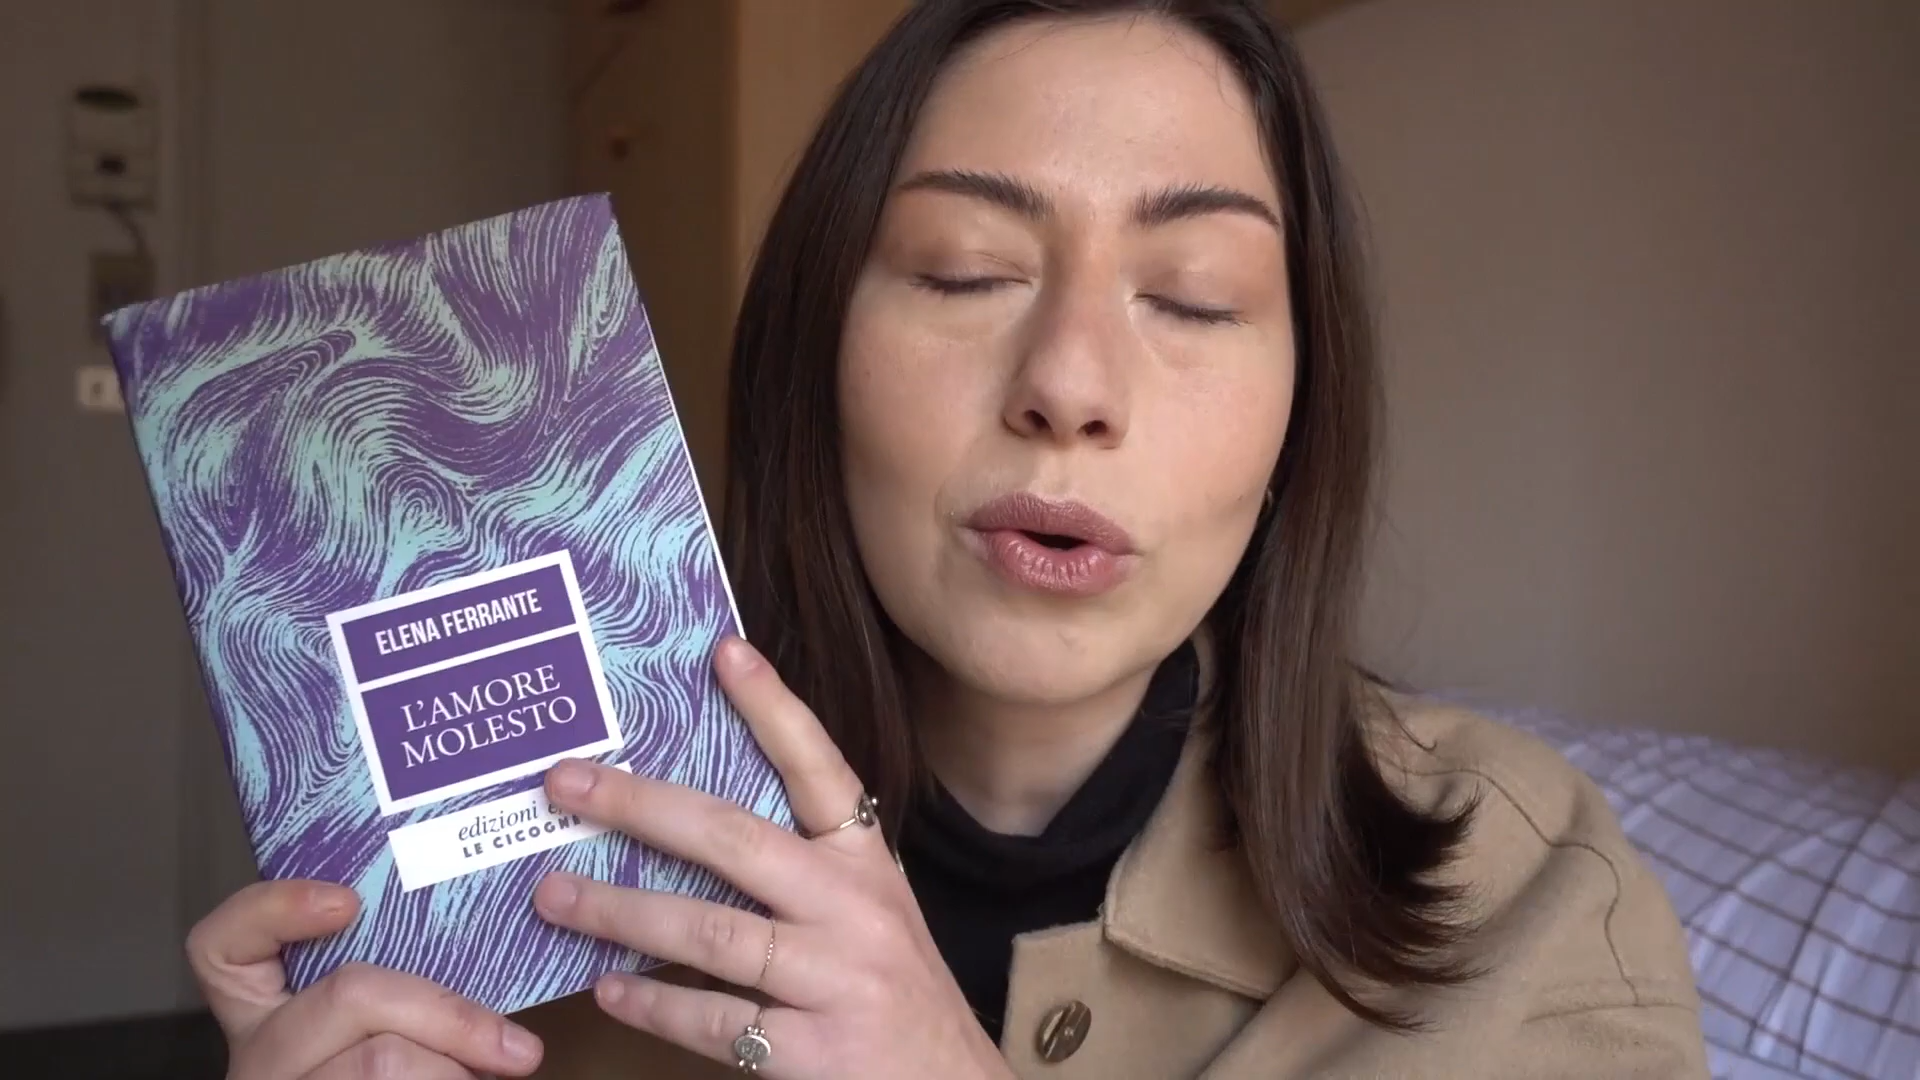 ELENA FERRANTE
L'AMORE
MOLESTO
edizioni
LE CICOGNE